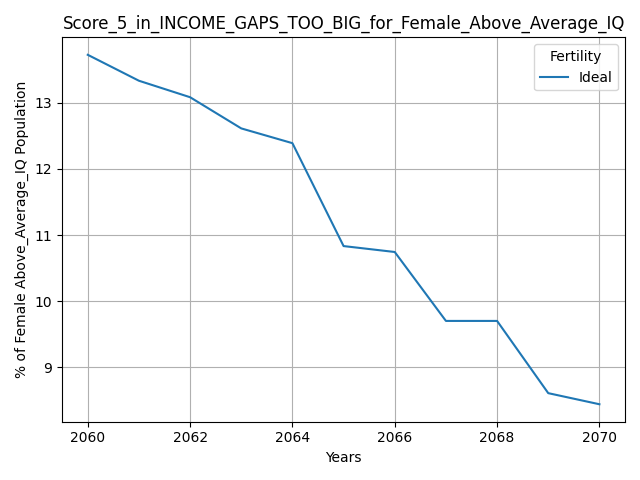 Score_5_in_INCOME_GAPS_TOO_BIG_for_Female_Above_Average_IQ
Fertility
Ideal
% of Female Above_Average_IQ Population
13
12
11
10
9
2060 2062 2064 2066 2068 2070
Years